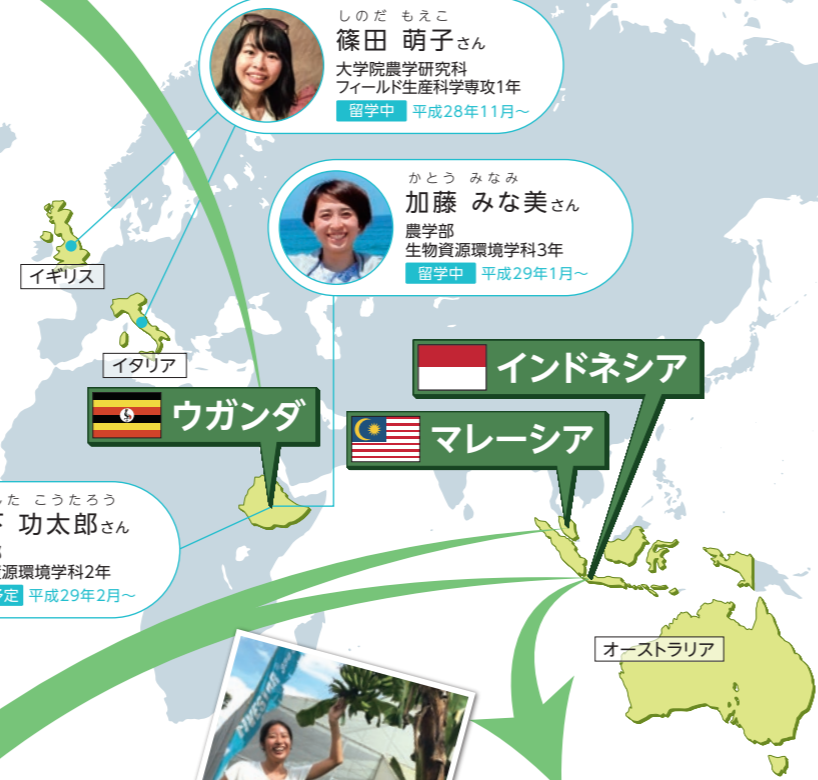 しのだ もえこ
篠田 萌子さん
大学院農学研究科
フィールド生産科学専攻1年
留学中 平成28年11月～
かとう みなみ
加藤 みな美さん
農学部
生物資源環境学科3年
留学中 平成29年1月～
イギリス
イタリア
インドネシア
ウガンダ
マレーシア
た こうたろう
功太郎さん
源環境学科2年
定 平成29年2月～
オーストラリア